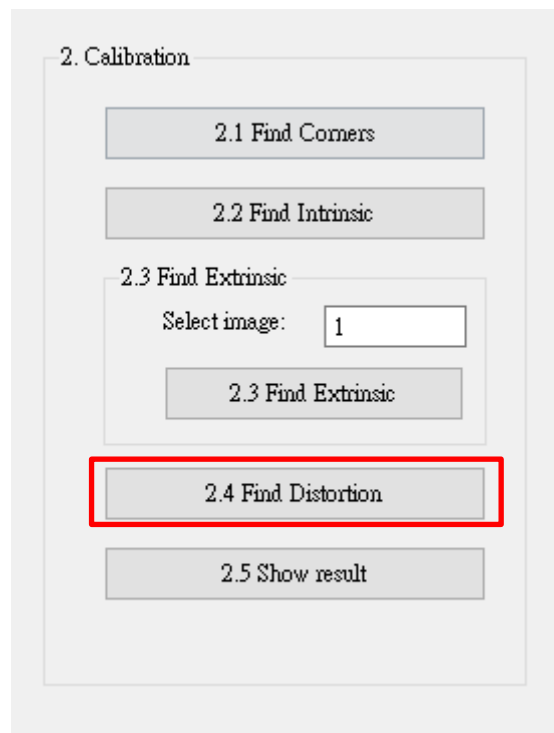 2. Calibration
2.1 Find Corners
2.2 Find Intrinsic
2.3 Find Extrinsic
Select image: 1
2.3 Find Extrinsic
2.4 Find Distortion
2.5 Show result